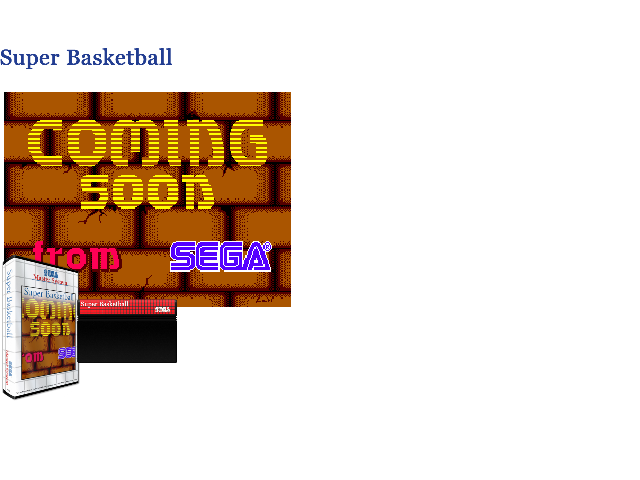 Super Basketball
COMING
SOON
from SEGA®
SEGA
Master System
Super Basketball
COMING
SOON
Super Basketball
SEGA
Super Basketball
SEGA